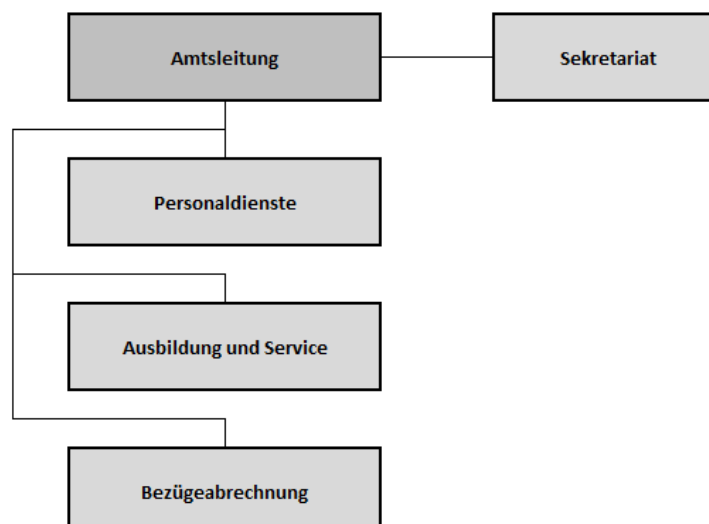 Amtsleitung
Sekretariat
Personaldienste
Ausbildung und Service
Bezügeabrechnung